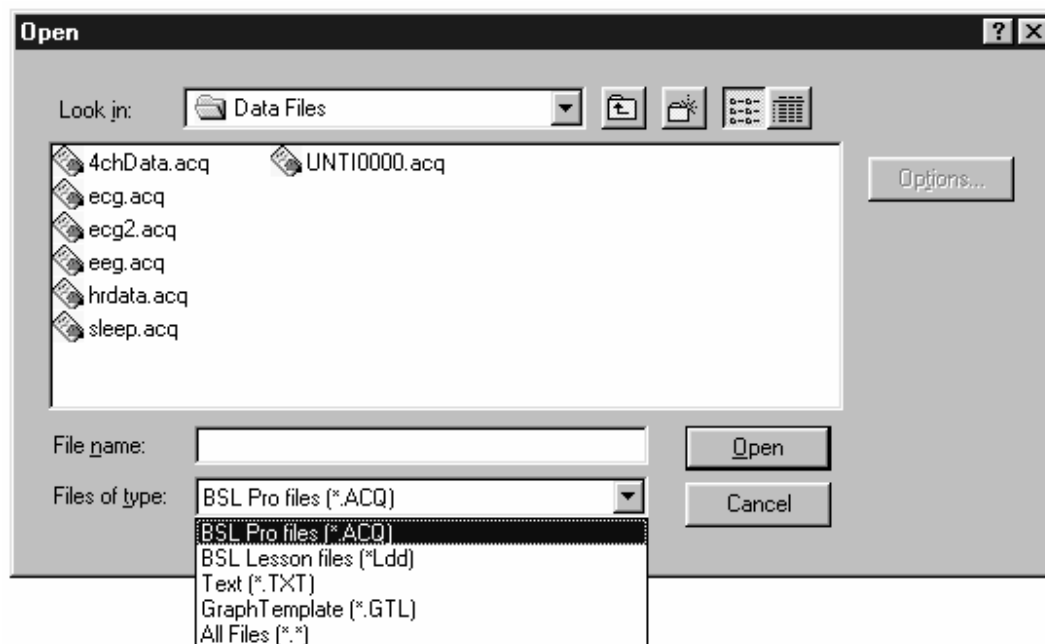 Open
Look in: Data Files
4chData.acq UNTI0000.acq
ecg.acq
Options...
ecg2.acq
eeg.acq
hrdata.acq
sleep.acq
File name: Open
Files of type: BSL Pro files (*.ACQ) Cancel
BSL Pro files (*.ACQ)
BSL Lesson files (*Ldd)
Text (*.TXT)
GraphTemplate (*.GTL)
All Files (*.*)